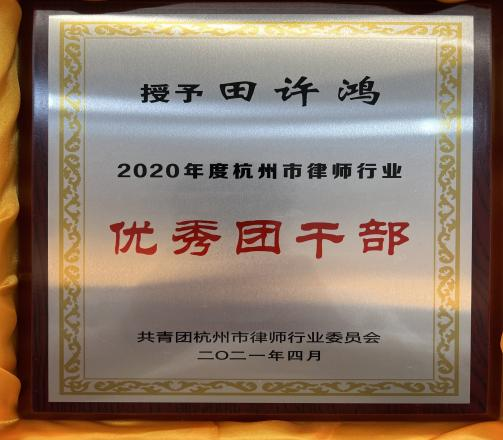 授予 田许鸿
2020年度杭州市律师行业
优秀团干部
共青团杭州市律师行业委员会
二〇二一年四月